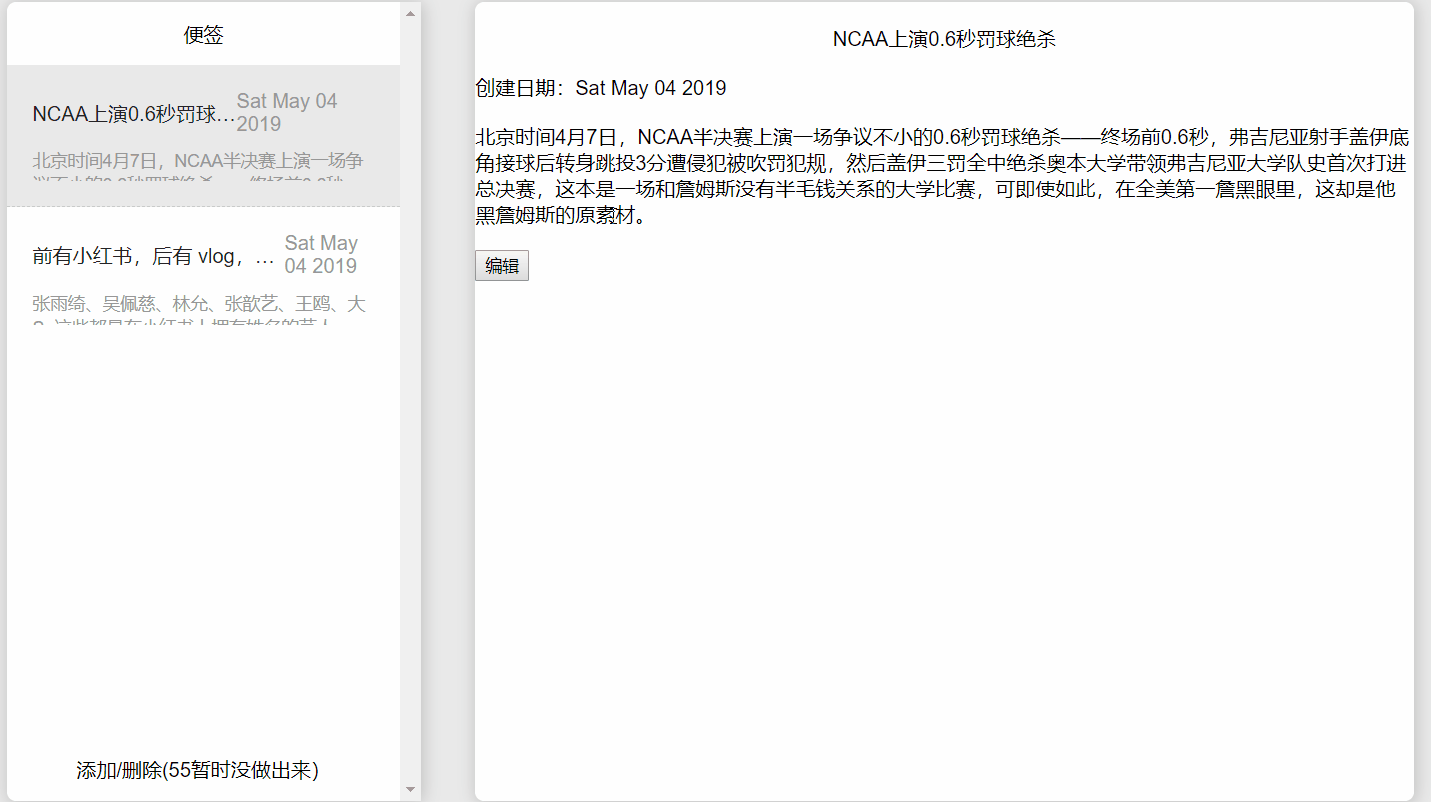 便签
NCAA上演0.6秒罚球…
Sat May 04
2019
北京时间4月7日，NCAA半决赛上演一场争
前有小红书，后有 vlog，…
Sat May
04 2019
张雨绮、吴佩慈、林允、张歆艺、王鸥、大
添加/删除(55暂时没做出来)
NCAA上演0.6秒罚球绝杀
创建日期：Sat May 04 2019
北京时间4月7日，NCAA半决赛上演一场争议不小的0.6秒罚球绝杀——终场前0.6秒，弗吉尼亚射手盖伊底
角接球后转身跳投3分遭侵犯被吹罚犯规，然后盖伊三罚全中绝杀奥本大学带领弗吉尼亚大学队史首次打进
总决赛，这本是一场和詹姆斯没有半毛钱关系的大学比赛，可即使如此，在全美第一詹黑眼里，这却是他
黑詹姆斯的原素材。
编辑